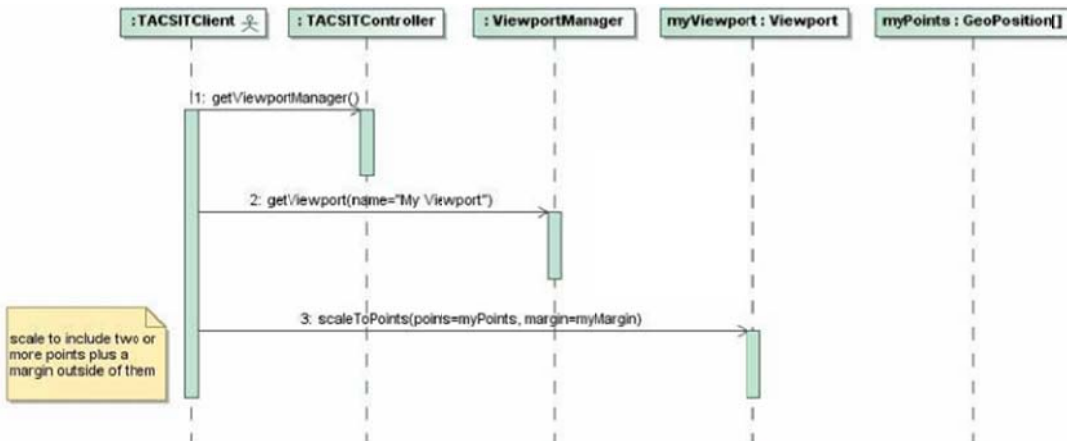 :TACSITClient
: TACSITController
: ViewportManager
myViewport : Viewport
myPoints : GeoPosition[]
1: getViewportManager()
2: getViewport(name="My Viewport")
3: scaleToPoints(points=myPoints, margin=myMargin)
scale to include two or
more points plus a
margin outside of them